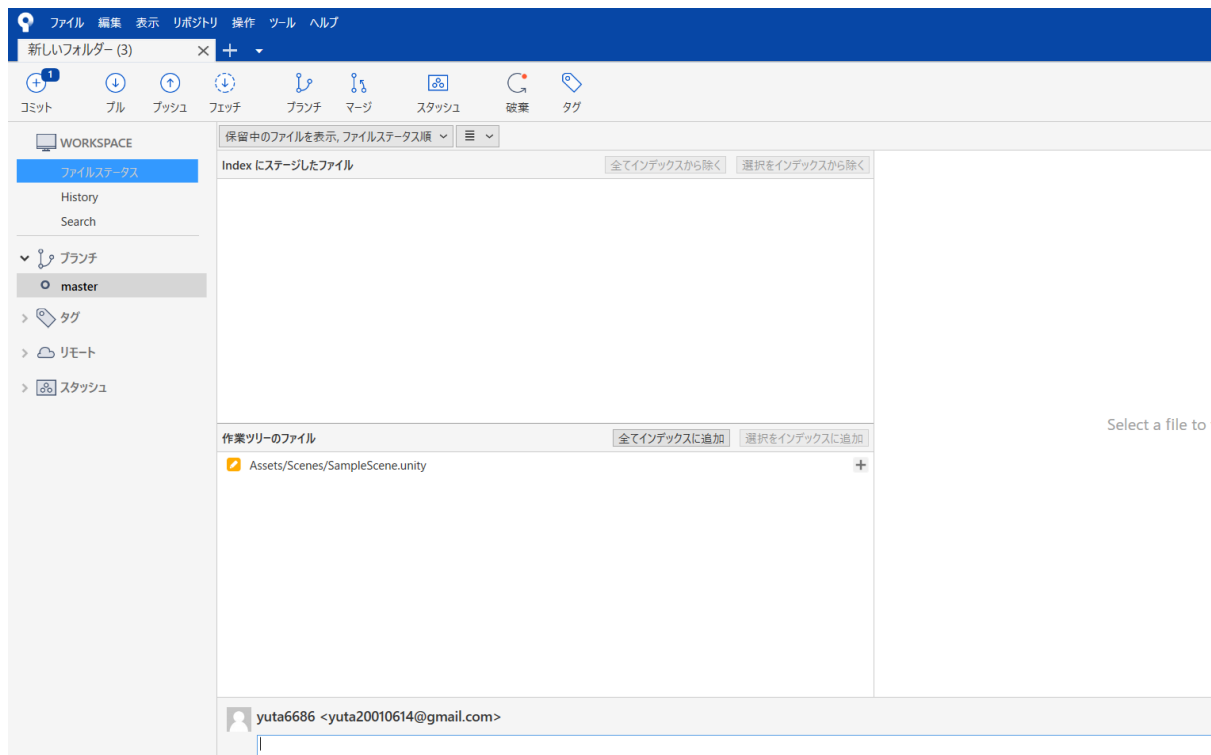 ファイル 編集 表示 リポジトリ 操作 ツール ヘルプ
新しいフォルダー (3)
1
コミット プル プッシュ フェッチ ブランチ マージ スタッシュ 破棄 タグ
WORKSPACE
ファイルステータス
History
Search
ブランチ
master
タグ
リモート
スタッシュ
保留中のファイルを表示, ファイルステータス順
Index にステージしたファイル 全てインデックスから除く 選択をインデックスから除く
作業ツリーのファイル 全てインデックスに追加 選択をインデックスに追加
Assets/Scenes/SampleScene.unity
Select a file to
yuta6686 <yuta20010614@gmail.com>